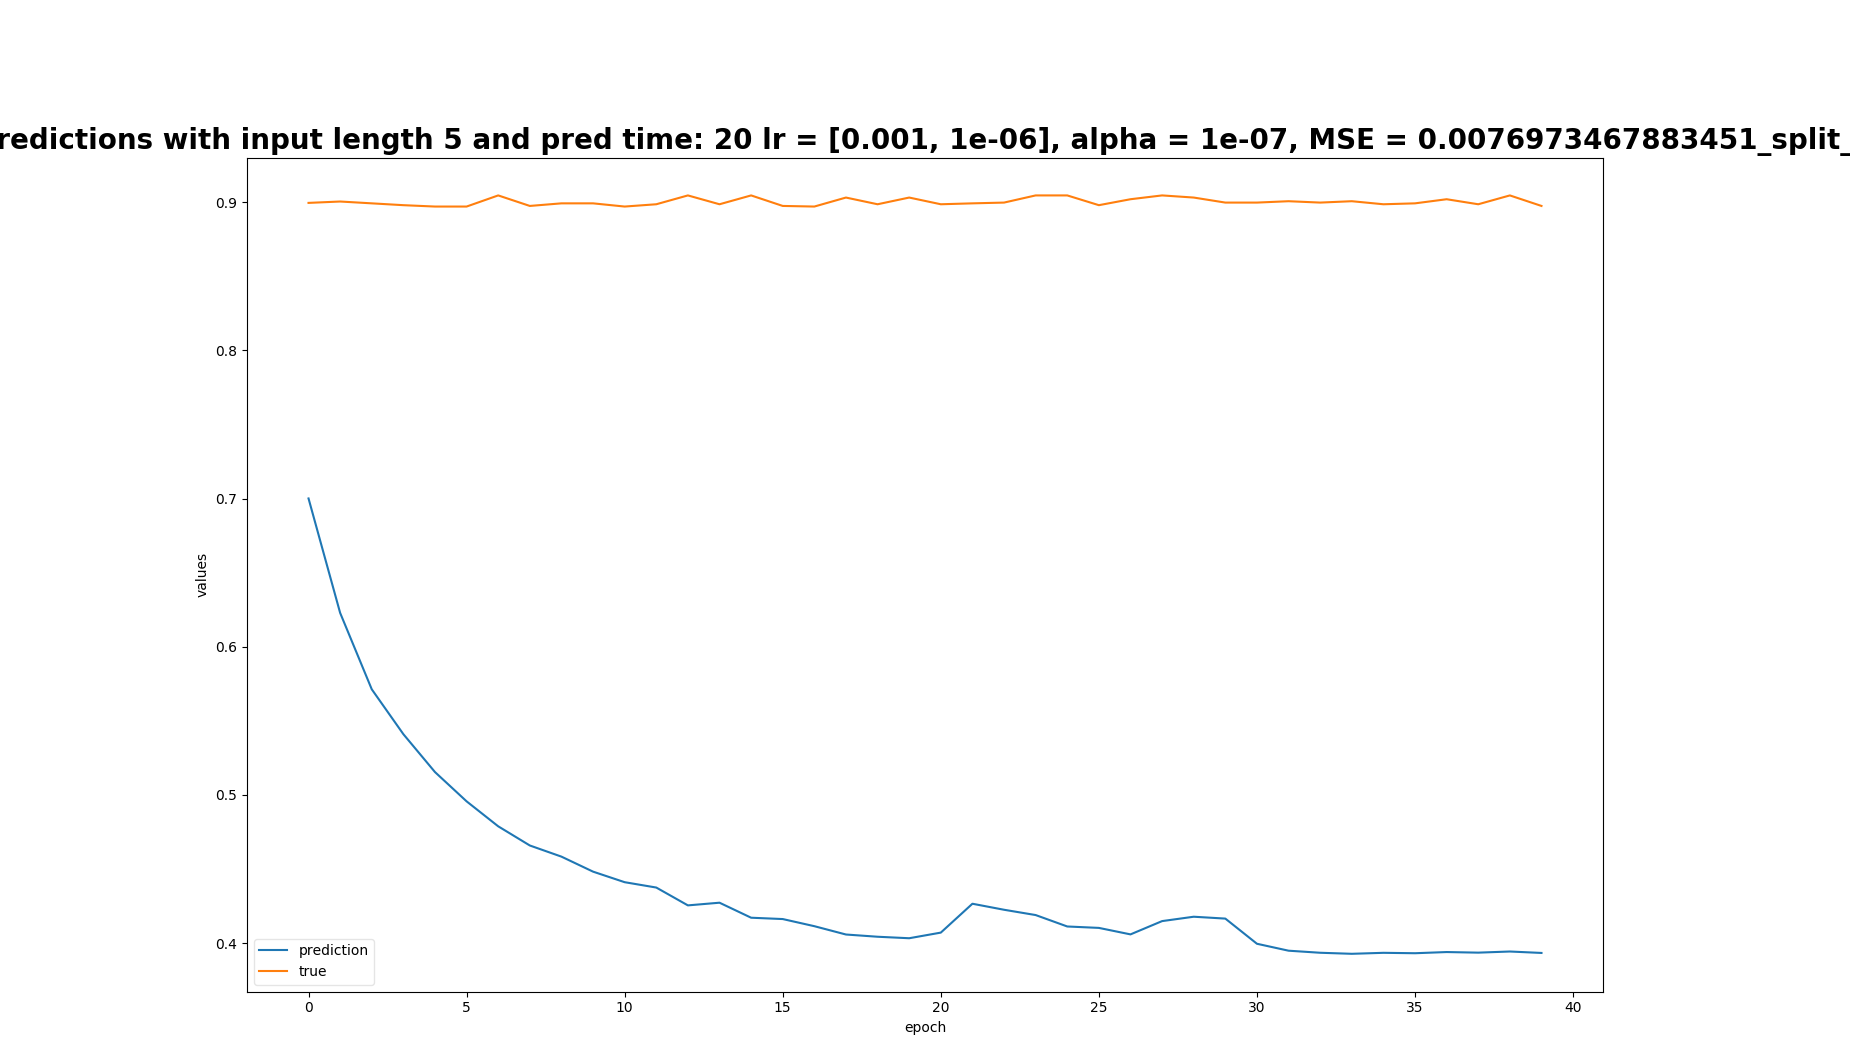 redictions with input length 5 and pred time: 20 lr = [0.001, 1e-06], alpha = 1e-07, MSE = 0.0076973467883451_split_
0.9
0.8
0.7
0.6
0.5
0.4
values
prediction
true
0 5 10 15 20 25 30 35 40
epoch